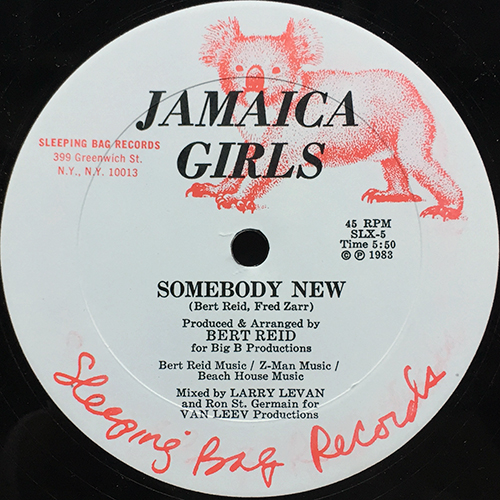 JAMAICA
GIRLS
SLEEPING BAG RECORDS
399 Greenwich St.
N.Y., N.Y. 10013
45 RPM
SLX-5
Time 5:50
© ℗ 1983
SOMEBODY NEW
(Bert Reid, Fred Zarr)
Produced & Arranged by
BERT REID
for Big B Productions
Bert Reid Music / Z-Man Music /
Beach House Music
Mixed by LARRY LEVAN
and Ron St. Germain for
VAN LEEV Productions
Sleeping Bag Records